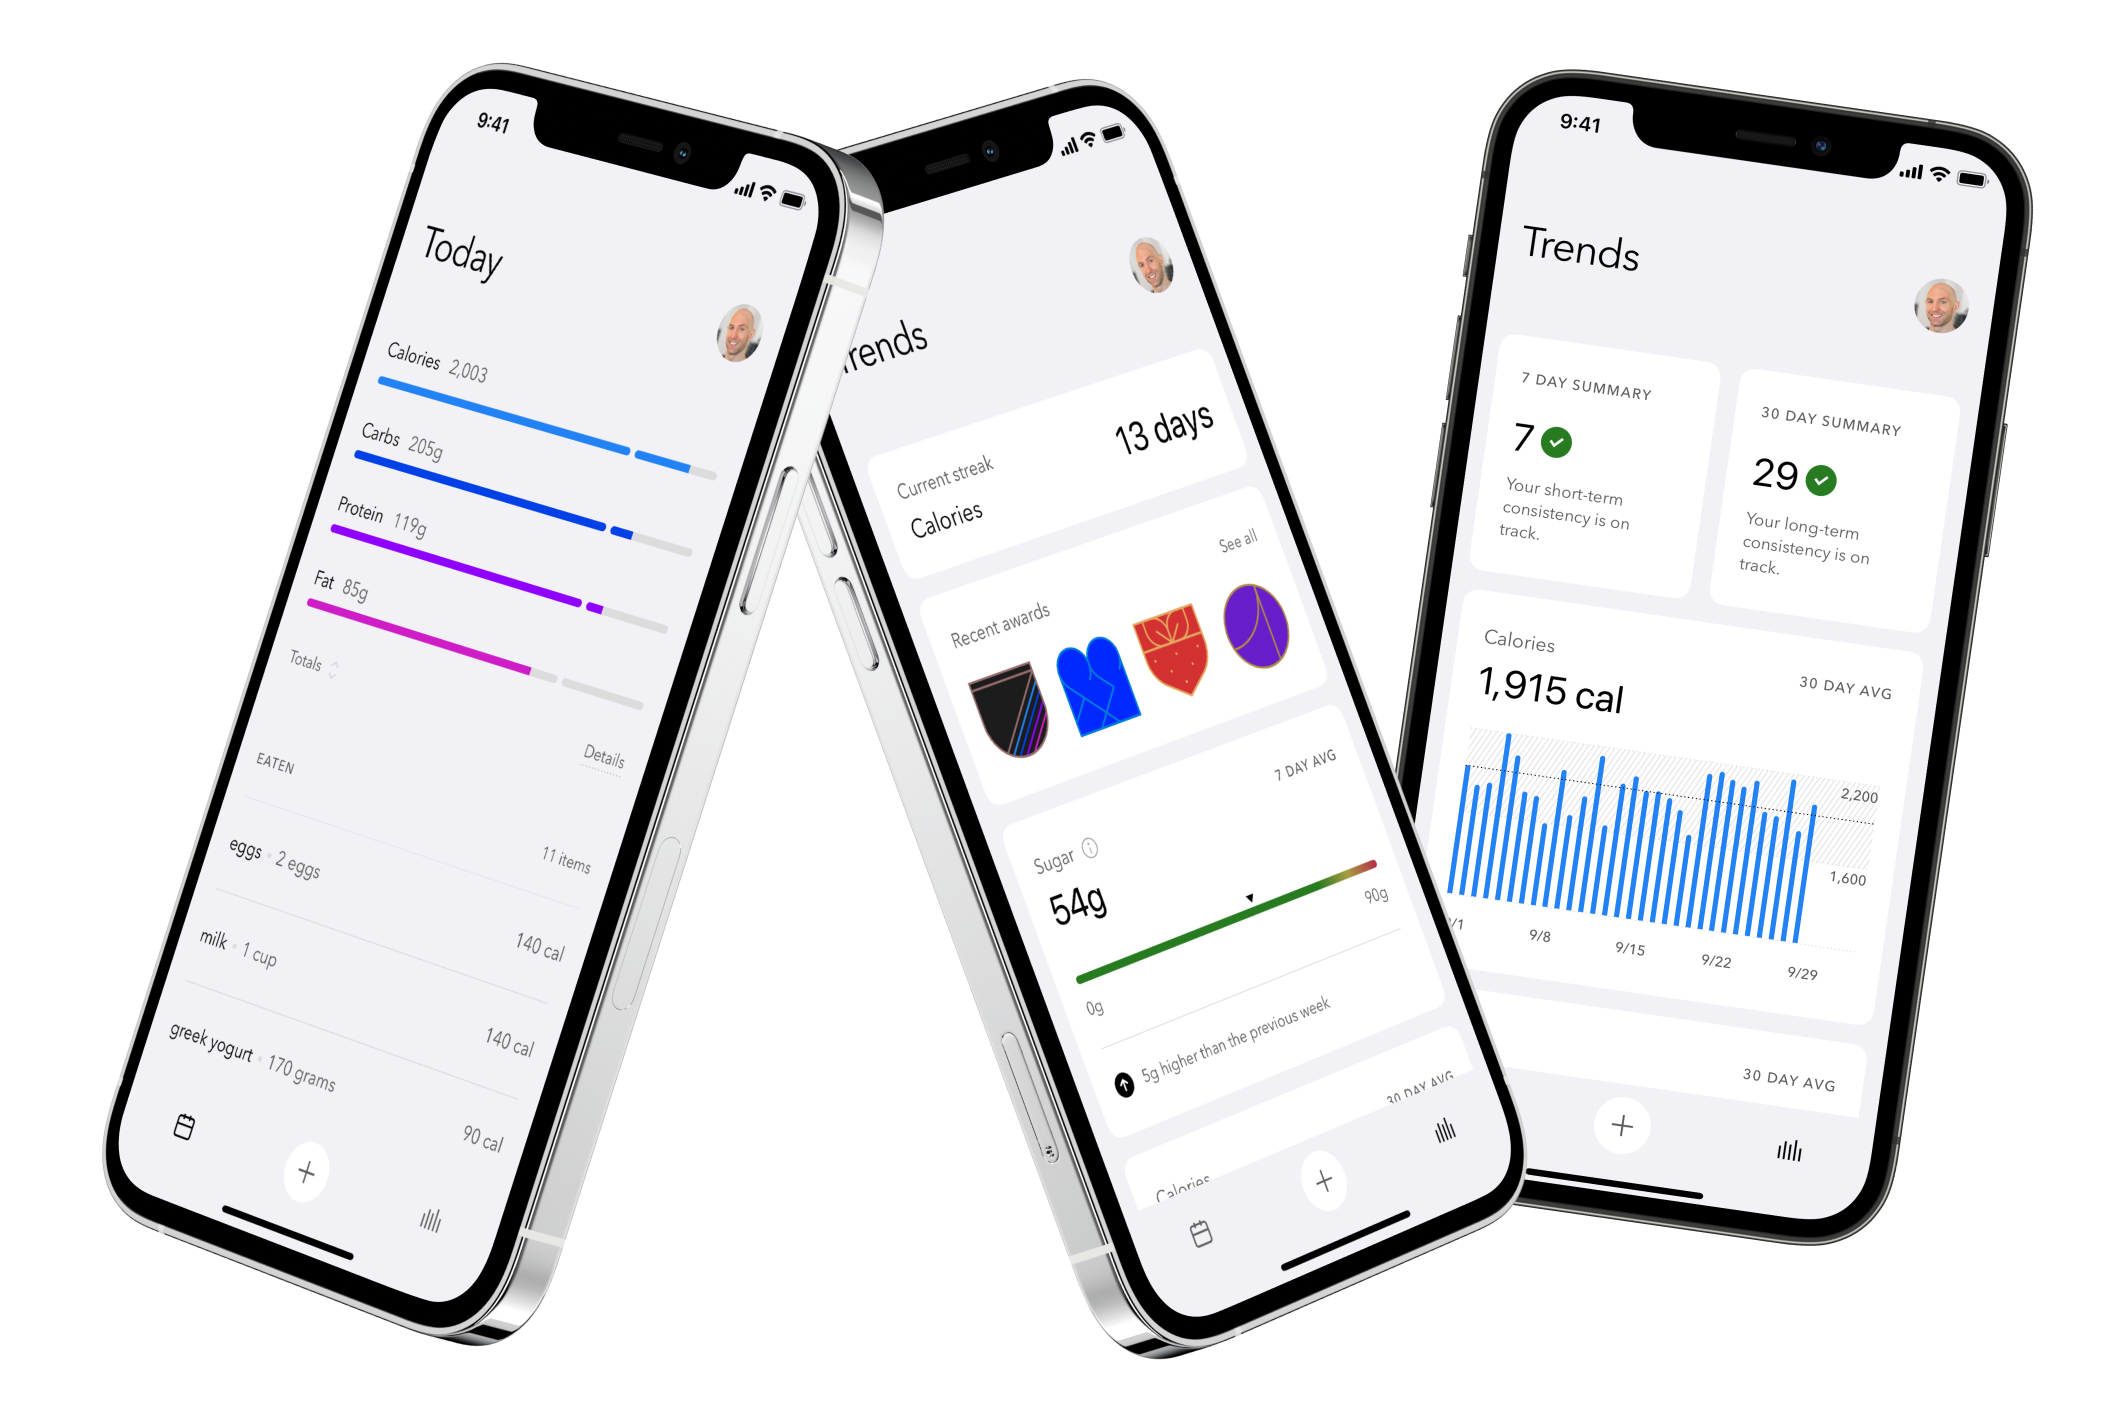 9:41
Today
Calories 2,003
Carbs 205g
Protein 119g
Fat 85g
Totals
Details
EATEN
11 items
eggs • 2 eggs
140 cal
milk • 1 cup
140 cal
greek yogurt • 170 grams
90 cal
Trends
Current streak
13 days
Calories
Recent awards
See all
7 DAY AVG
Sugar
54g
0g
90g
5g higher than the previous week
30 DAY AVG
Calories
9:41
Trends
7 DAY SUMMARY
7
Your short-term
consistency is on
track.
30 DAY SUMMARY
29
Your long-term
consistency is on
track.
Calories
1,915 cal
30 DAY AVG
2,200
1,600
/1
9/8
9/15
9/22
9/29
30 DAY AVG